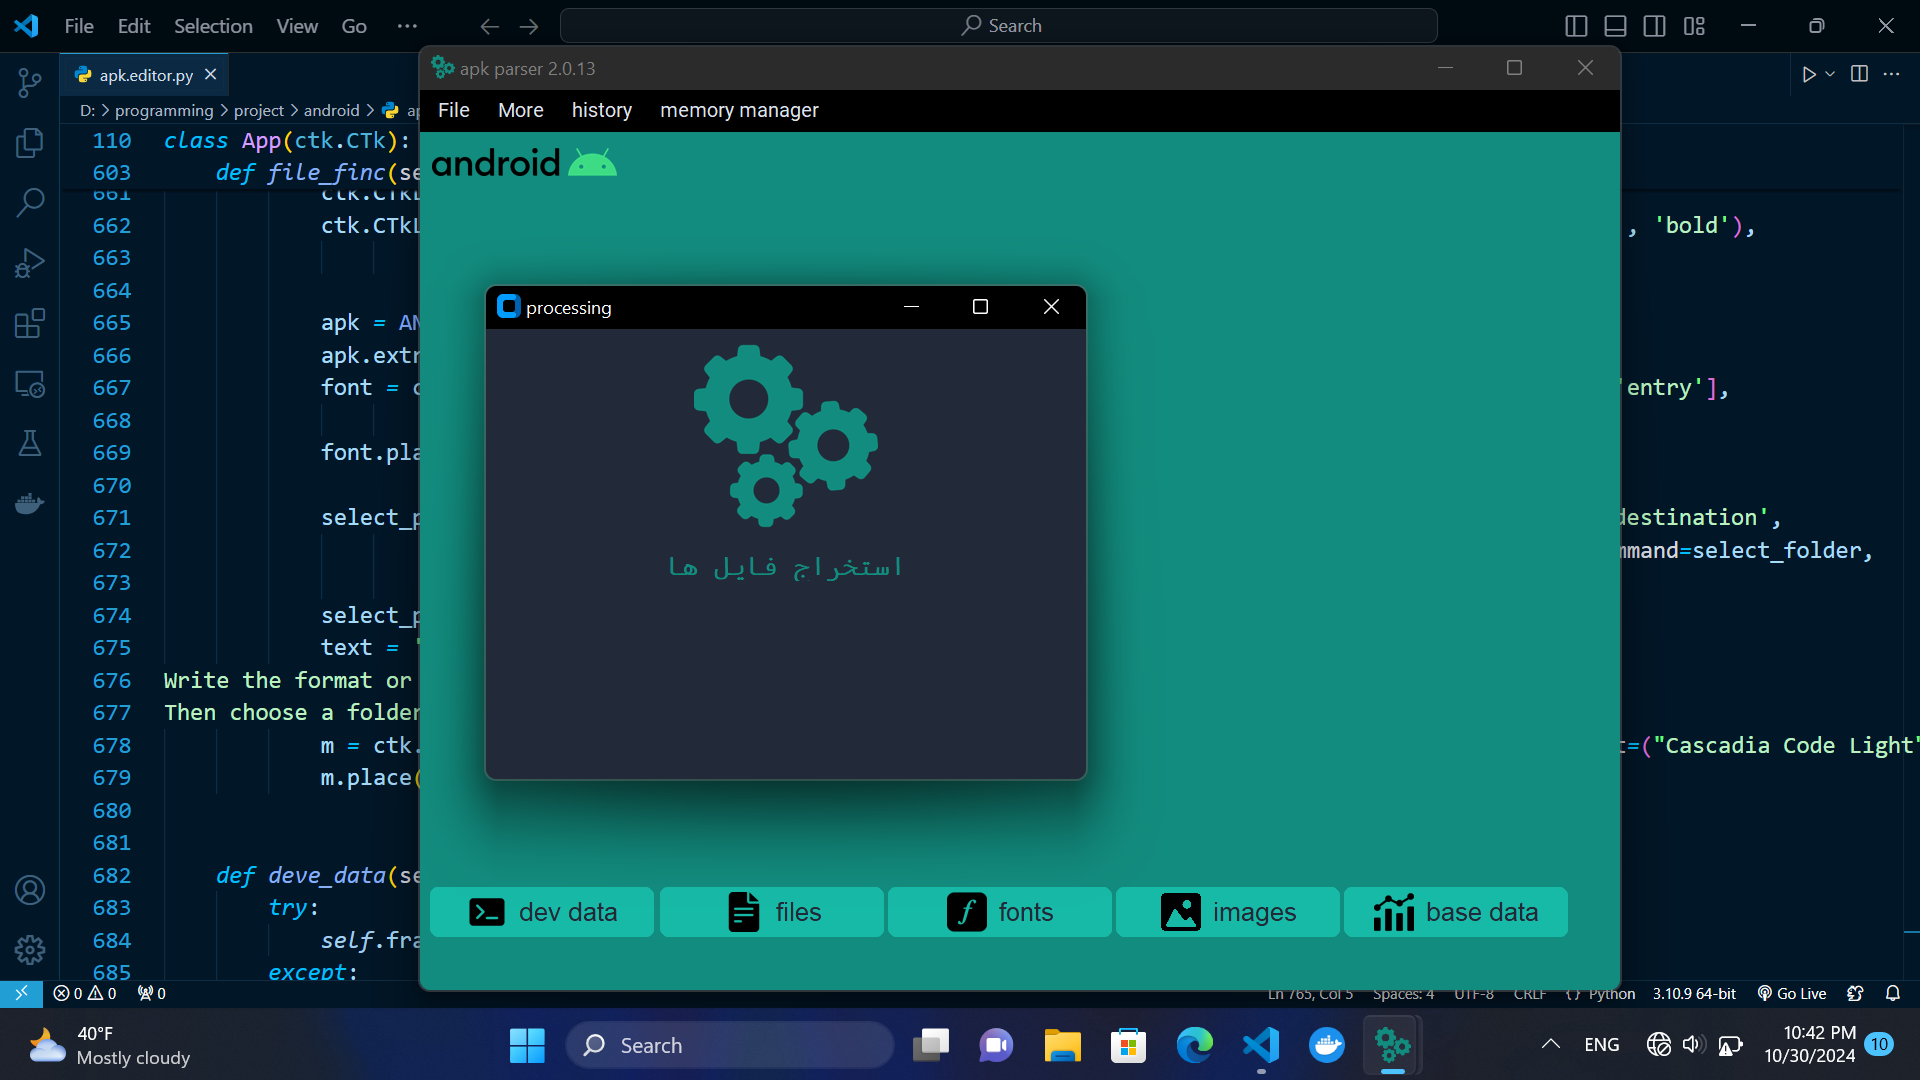 File Edit Selection View Go ···
Search
apk.editor.py
D: > programming > project > android >
110 class App(ctk.CTk):
603 def file_finc(se
661 ctk.CTkL
662 ctk.CTkL
, 'bold'),
663
664
665 apk = AN
666 apk.extr
667 font = c
'entry'],
668
669 font.pla
670
671 select_p
destination',
672
mmand=select_folder,
673
674 select_p
675 text = '
676 Write the format or
677 Then choose a folder
678 m = ctk.
t=("Cascadia Code Light"
679 m.place(
680
681
682 def deve_data(se
683 try:
684 self.fra
685 except:
apk parser 2.0.13
File More history memory manager
android
processing
استخراج فایل ها
dev data
files
fonts
images
base data
0 0 0
Ln 765, Col 5 Spaces: 4 UTF-8 CRLF {} Python 3.10.9 64-bit Go Live
40°F
Mostly cloudy
Search
ENG
10:42 PM
10/30/2024
10